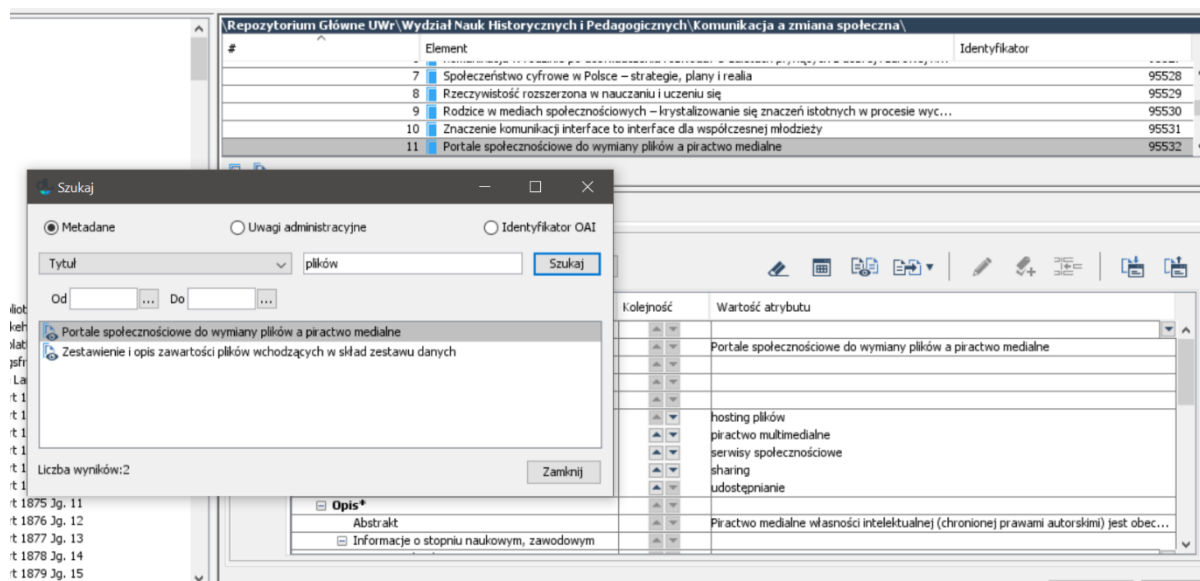 \Repozytorium Główne UWr\Wydział Nauk Historycznych i Pedagogicznych\Komunikacja a zmiana społeczna\
# Element Identyfikator
7 Społeczeństwo cyfrowe w Polsce – strategie, plany i realia 95528
8 Rzeczywistość rozszerzona w nauczaniu i uczeniu się 95529
9 Rodzice w mediach społecznościowych – krystalizowanie się znaczeń istotnych w procesie wyc... 95530
10 Znaczenie komunikacji interface to interface dla współczesnej młodzieży 95531
11 Portale społecznościowe do wymiany plików a piractwo medialne 95532
Szukaj
Metadane Uwagi administracyjne Identyfikator OAI
Tytuł plików Szukaj
Od ... Do ...
Portale społecznościowe do wymiany plików a piractwo medialne
Zestawienie i opis zawartości plików wchodzących w skład zestawu danych
Liczba wyników:2 Zamknij
Kolejność Wartość atrybutu
Portale społecznościowe do wymiany plików a piractwo medialne
hosting plików
piractwo multimedialne
serwisy społecznościowe
sharing
udostępnianie
Opis*
Abstrakt Piractwo medialne własności intelektualnej (chronionej prawami autorskimi) jest obec...
Informacje o stopniu naukowym, zawodowym
rt 1875 Jg. 11
rt 1876 Jg. 12
rt 1877 Jg. 13
rt 1878 Jg. 14
rt 1879 Jg. 15